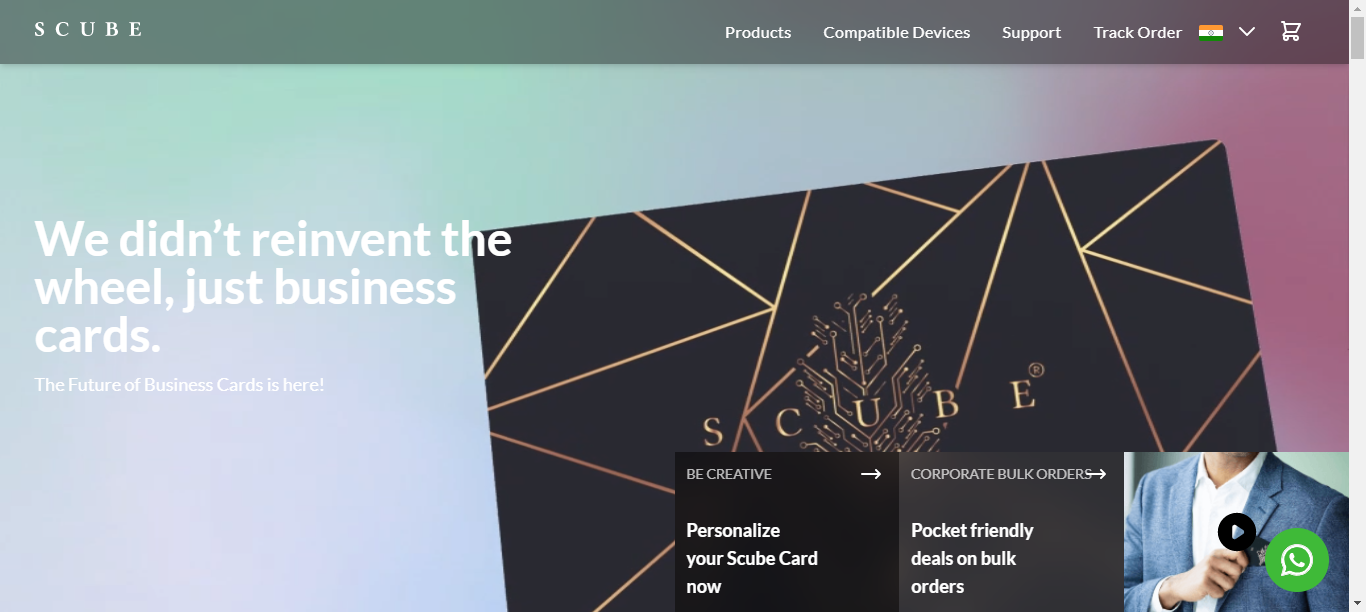 SCUBE
Products
Compatible Devices
Support
Track Order
We didn’t reinvent the
wheel, just business
cards.
The Future of Business Cards is here!
SCUBE®
BE CREATIVE
Personalize
your Scube Card
now
CORPORATE BULK ORDERS
Pocket friendly
deals on bulk
orders